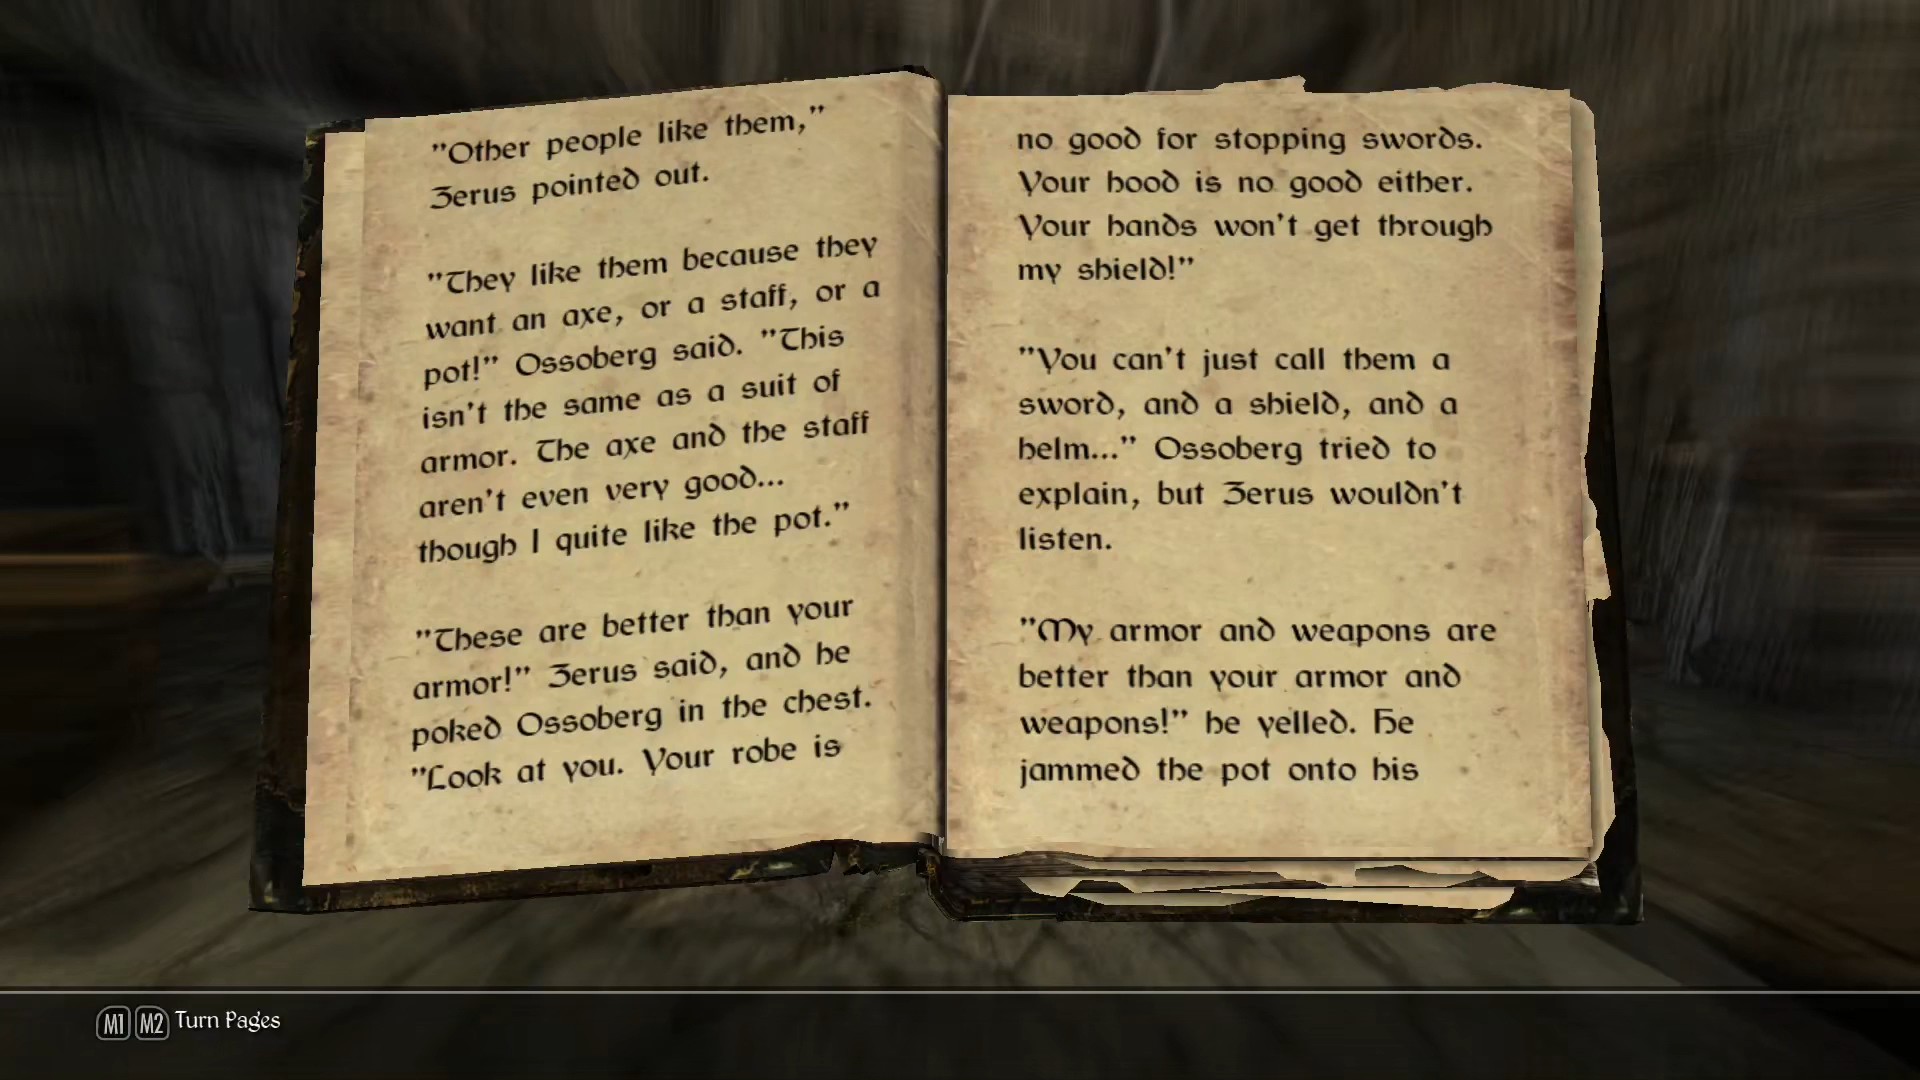 "Other people like them,"
Zerus pointed out.
"They like them because they
want an axe, or a staff, or a
pot!" Ossoberg said. "This
isn't the same as a suit of
armor. The axe and the staff
aren't even very good...
though I quite like the pot."
"These are better than your
armor!" Zerus said, and he
poked Ossoberg in the chest.
"Look at you. Your robe is
no good for stopping swords.
Your hood is no good either.
Your hands won't get through
my shield!"
"You can't just call them a
sword, and a shield, and a
helm..." Ossoberg tried to
explain, but Zerus wouldn't
listen.
"My armor and weapons are
better than your armor and
weapons!" he yelled. He
jammed the pot onto his
M1 M2 Turn Pages